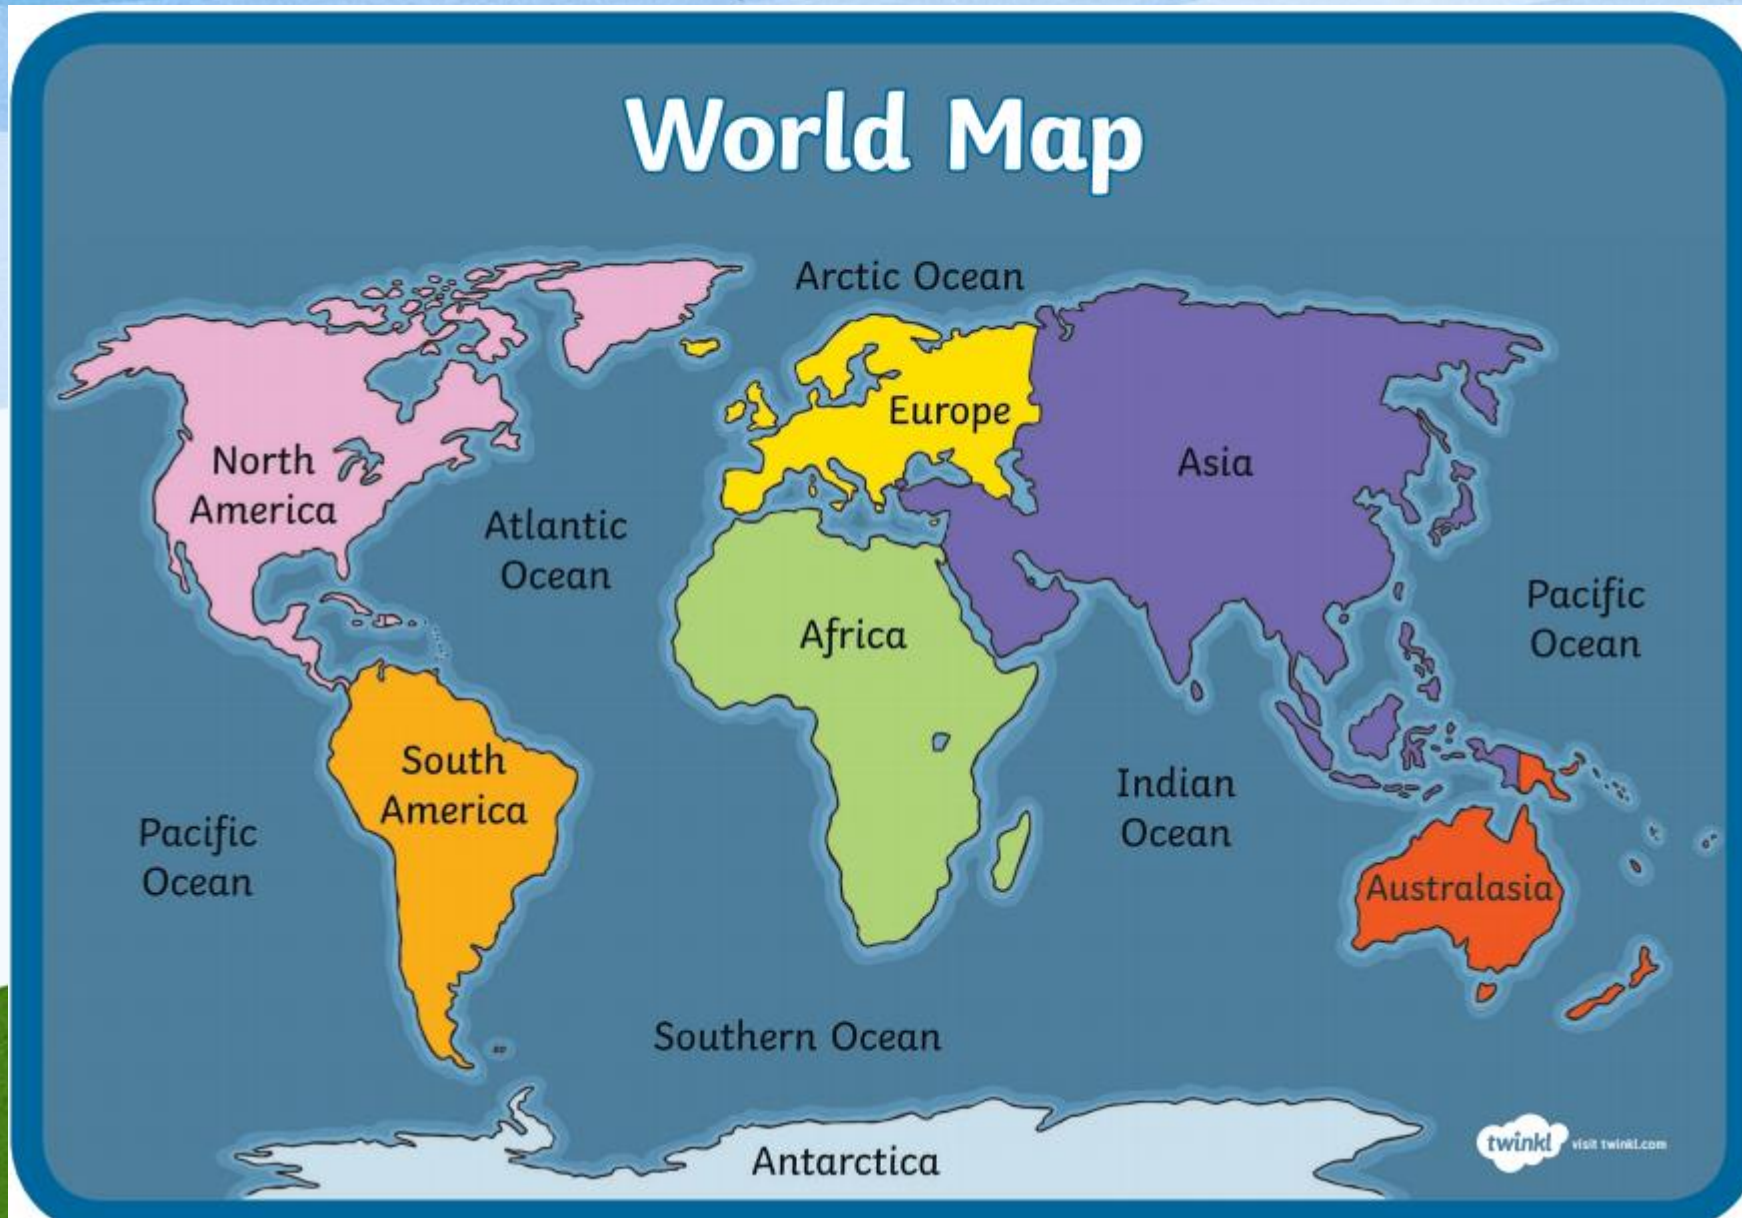 World Map
Arctic Ocean
Europe
North
America
Asia
Atlantic
Ocean
Pacific
Ocean
Africa
South
America
Indian
Ocean
Pacific
Ocean
Australasia
Southern Ocean
Antarctica
twinkl visit twinkl.com